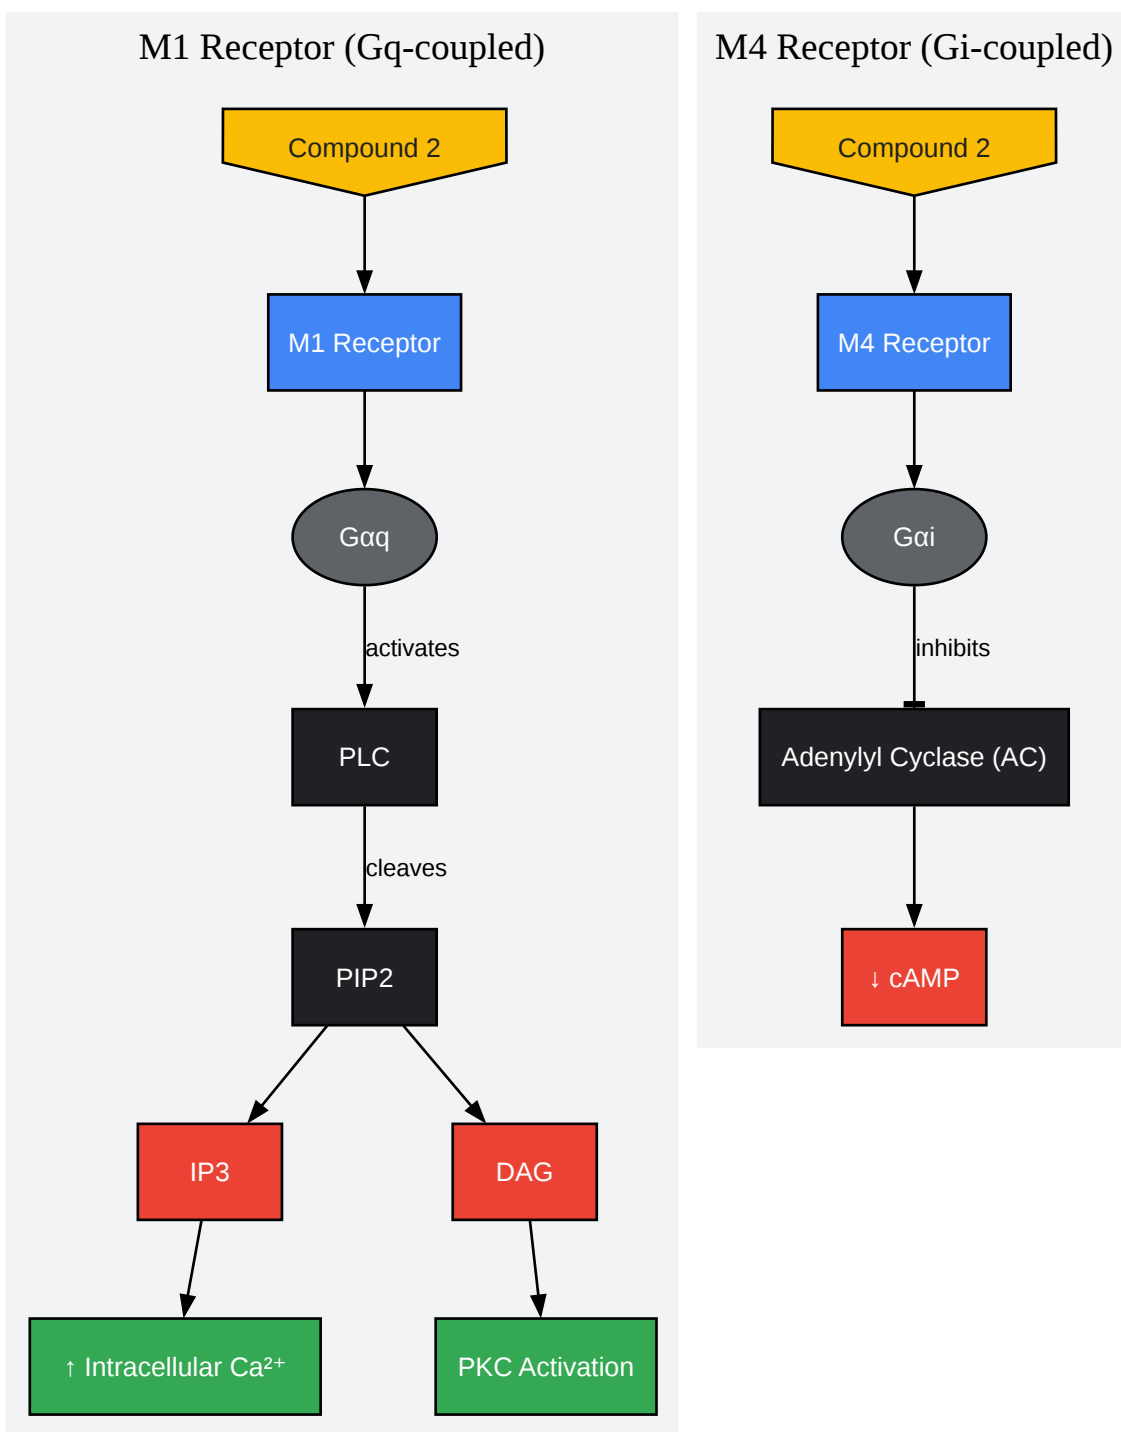 M1 Receptor (Gq-coupled)
Compound 2
M1 Receptor
Gαq
activates
PLC
cleaves
PIP2
IP3
DAG
↑ Intracellular Ca²⁺
PKC Activation
M4 Receptor (Gi-coupled)
Compound 2
M4 Receptor
Gαi
inhibits
Adenylyl Cyclase (AC)
↓ cAMP